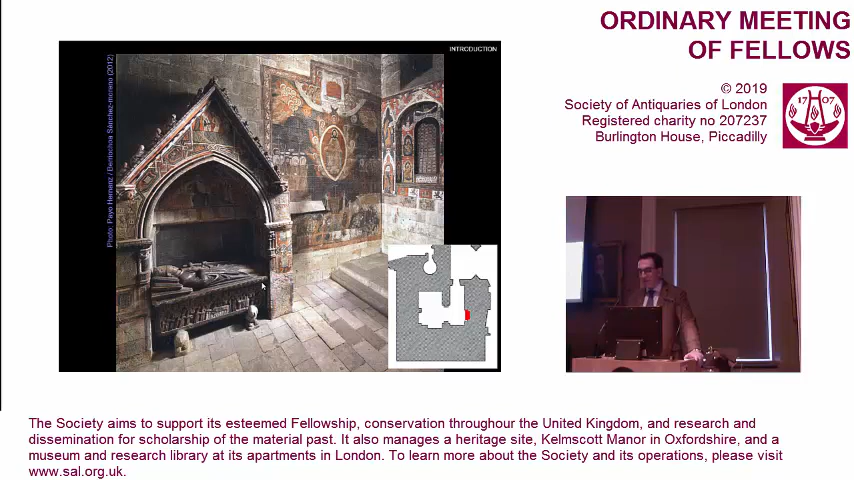 ORDINARY MEETING
OF FELLOWS
© 2019
Society of Antiquaries of London
Registered charity no 207237
Burlington House, Piccadilly
17 07
INTRODUCTION
Photo: Payo Hernanz / Bentochoa Sánchez-moreno (2012)
The Society aims to support its esteemed Fellowship, conservation throughour the United Kingdom, and research and
dissemination for scholarship of the material past. It also manages a heritage site, Kelmscott Manor in Oxfordshire, and a
museum and research library at its apartments in London. To learn more about the Society and its operations, please visit
www.sal.org.uk.